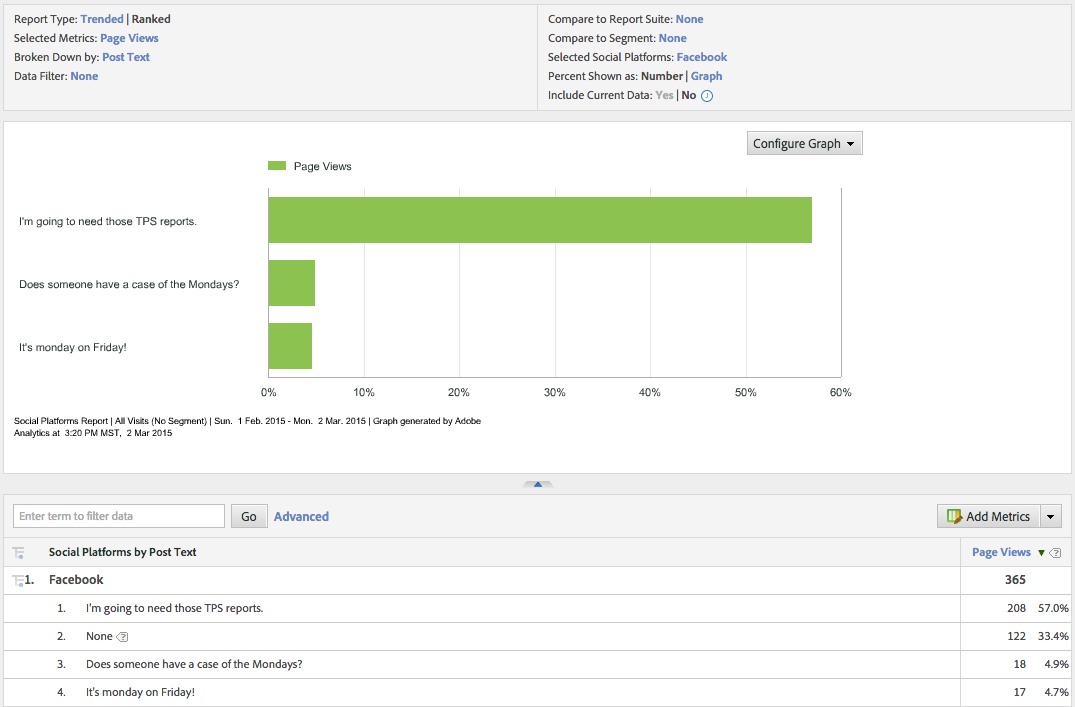 Report Type: Trended | Ranked
Selected Metrics: Page Views
Broken Down by: Post Text
Data Filter: None
Compare to Report Suite: None
Compare to Segment: None
Selected Social Platforms: Facebook
Percent Shown as: Number | Graph
Include Current Data: Yes | No
Configure Graph
Page Views
I'm going to need those TPS reports.
Does someone have a case of the Mondays?
It's monday on Friday!
0% 10% 20% 30% 40% 50% 60%
Social Platforms Report | All Visits (No Segment) | Sun. 1 Feb. 2015 - Mon. 2 Mar. 2015 | Graph generated by Adobe
Analytics at 3:20 PM MST, 2 Mar 2015
Enter term to filter data Go Advanced Add Metrics
Social Platforms by Post Text Page Views
1. Facebook 365
1. I'm going to need those TPS reports. 208 57.0%
2. None 122 33.4%
3. Does someone have a case of the Mondays? 18 4.9%
4. It's monday on Friday! 17 4.7%